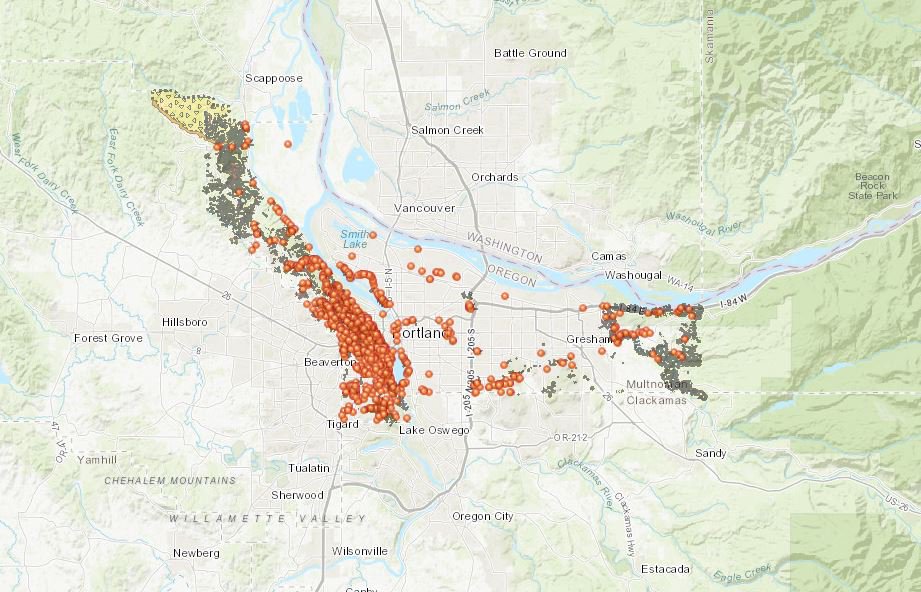 Skamania
Battle Ground
Scappoose
Salmon Creek
Salmon Creek
West Fork Dairy Creek
East Fork Dairy Creek
Orchards
Beacon
Rock
State Park
Vancouver
Washougal River
Smith
Lake
WASHINGTON
OREGON
Camas
Washougal
WA-14
I-84 W
I-5 N
26
I-84 E
Hillsboro
Portland
I-205 S
Forest Grove
8
Gresham
Beaverton
Multnomah
Clackamas
I-205
26
Tigard
Lake Oswego
47
OR-
OR-212
Sandy
Yamhill
Tualatin
Clackamas River
CHEHALEM MOUNTAINS
Sherwood
US-26
Clackamas Hwy
WILLAMETTE VALLEY
Oregon City
Newberg
Wilsonville
Estacada
Eagle Creek
Canby